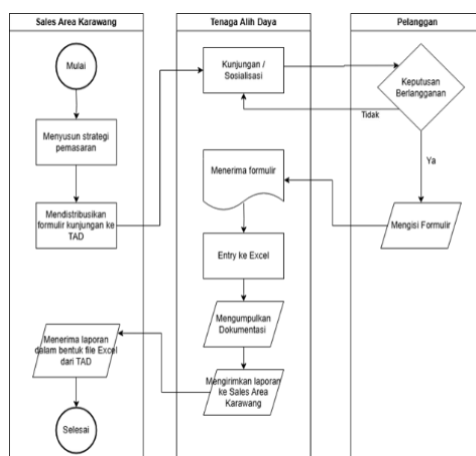 Sales Area Karawang
Tenaga Alih Daya
Pelanggan
Mulai
Menyusun strategi
pemasaran
Mendistribusikan
formulir kunjungan ke
TAD
Kunjungan /
Sosialisasi
Keputusan
Berlangganan
Tidak
Ya
Mengisi Formulir
Menerima formulir
Entry ke Excel
Mengumpulkan
Dokumentasi
Mengirimkan laporan
ke Sales Area
Karawang
Menerima laporan
dalam bentuk file Excel
dari TAD
Selesai